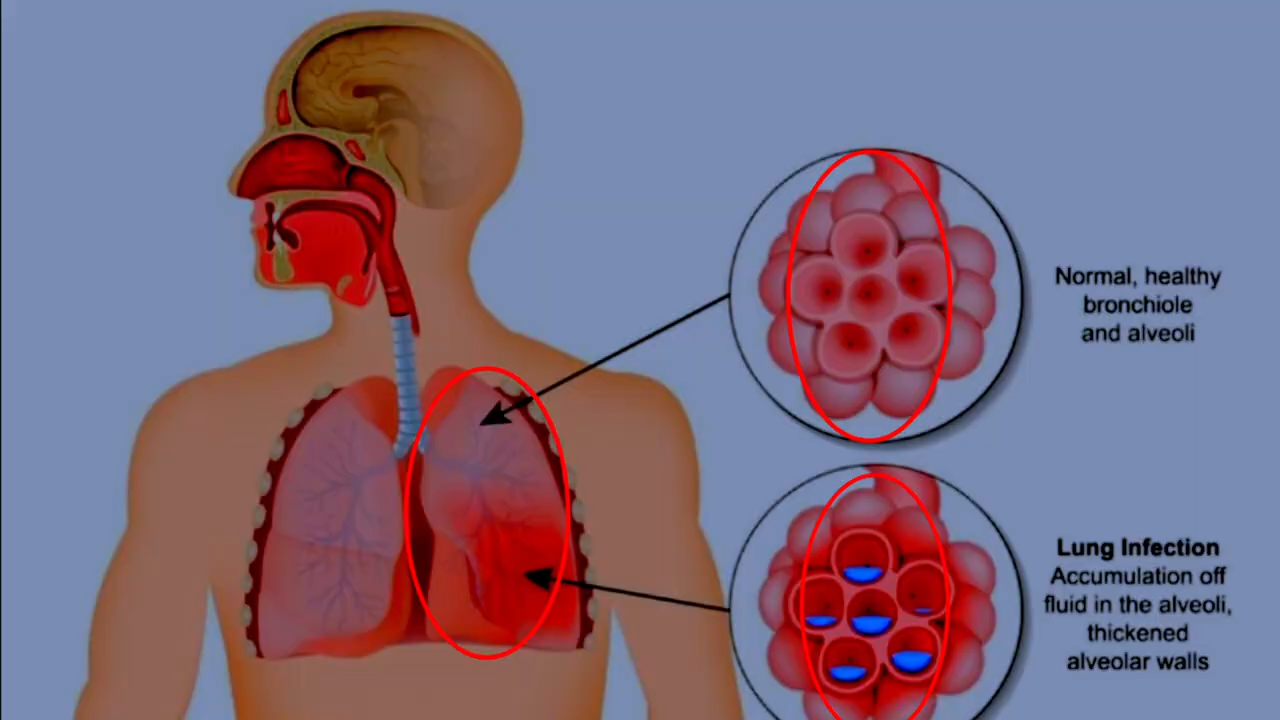 Normal, healthy
bronchiole
and alveoli
Lung Infection
Accumulation off
fluid in the alveoli,
thickened
alveolar walls